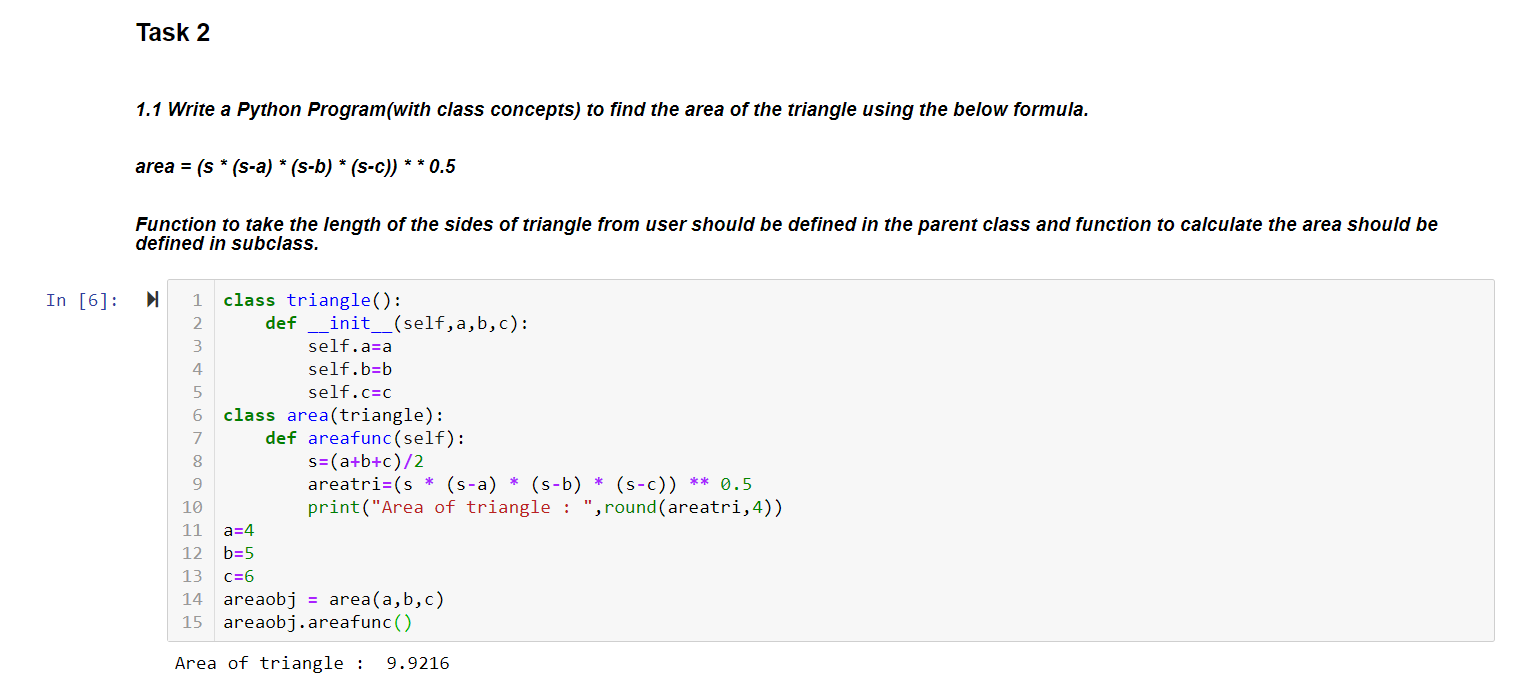 Task 2
1.1 Write a Python Program(with class concepts) to find the area of the triangle using the below formula.
area = (s * (s-a) * (s-b) * (s-c)) * * 0.5
Function to take the length of the sides of triangle from user should be defined in the parent class and function to calculate the area should be
defined in subclass.
In [6]:
1 class triangle():
2     def __init__(self,a,b,c):
3         self.a=a
4         self.b=b
5         self.c=c
6 class area(triangle):
7     def areafunc(self):
8         s=(a+b+c)/2
9         areatri=(s * (s-a) * (s-b) * (s-c)) ** 0.5
10         print("Area of triangle : ",round(areatri,4))
11 a=4
12 b=5
13 c=6
14 areaobj = area(a,b,c)
15 areaobj.areafunc()
Area of triangle :  9.9216